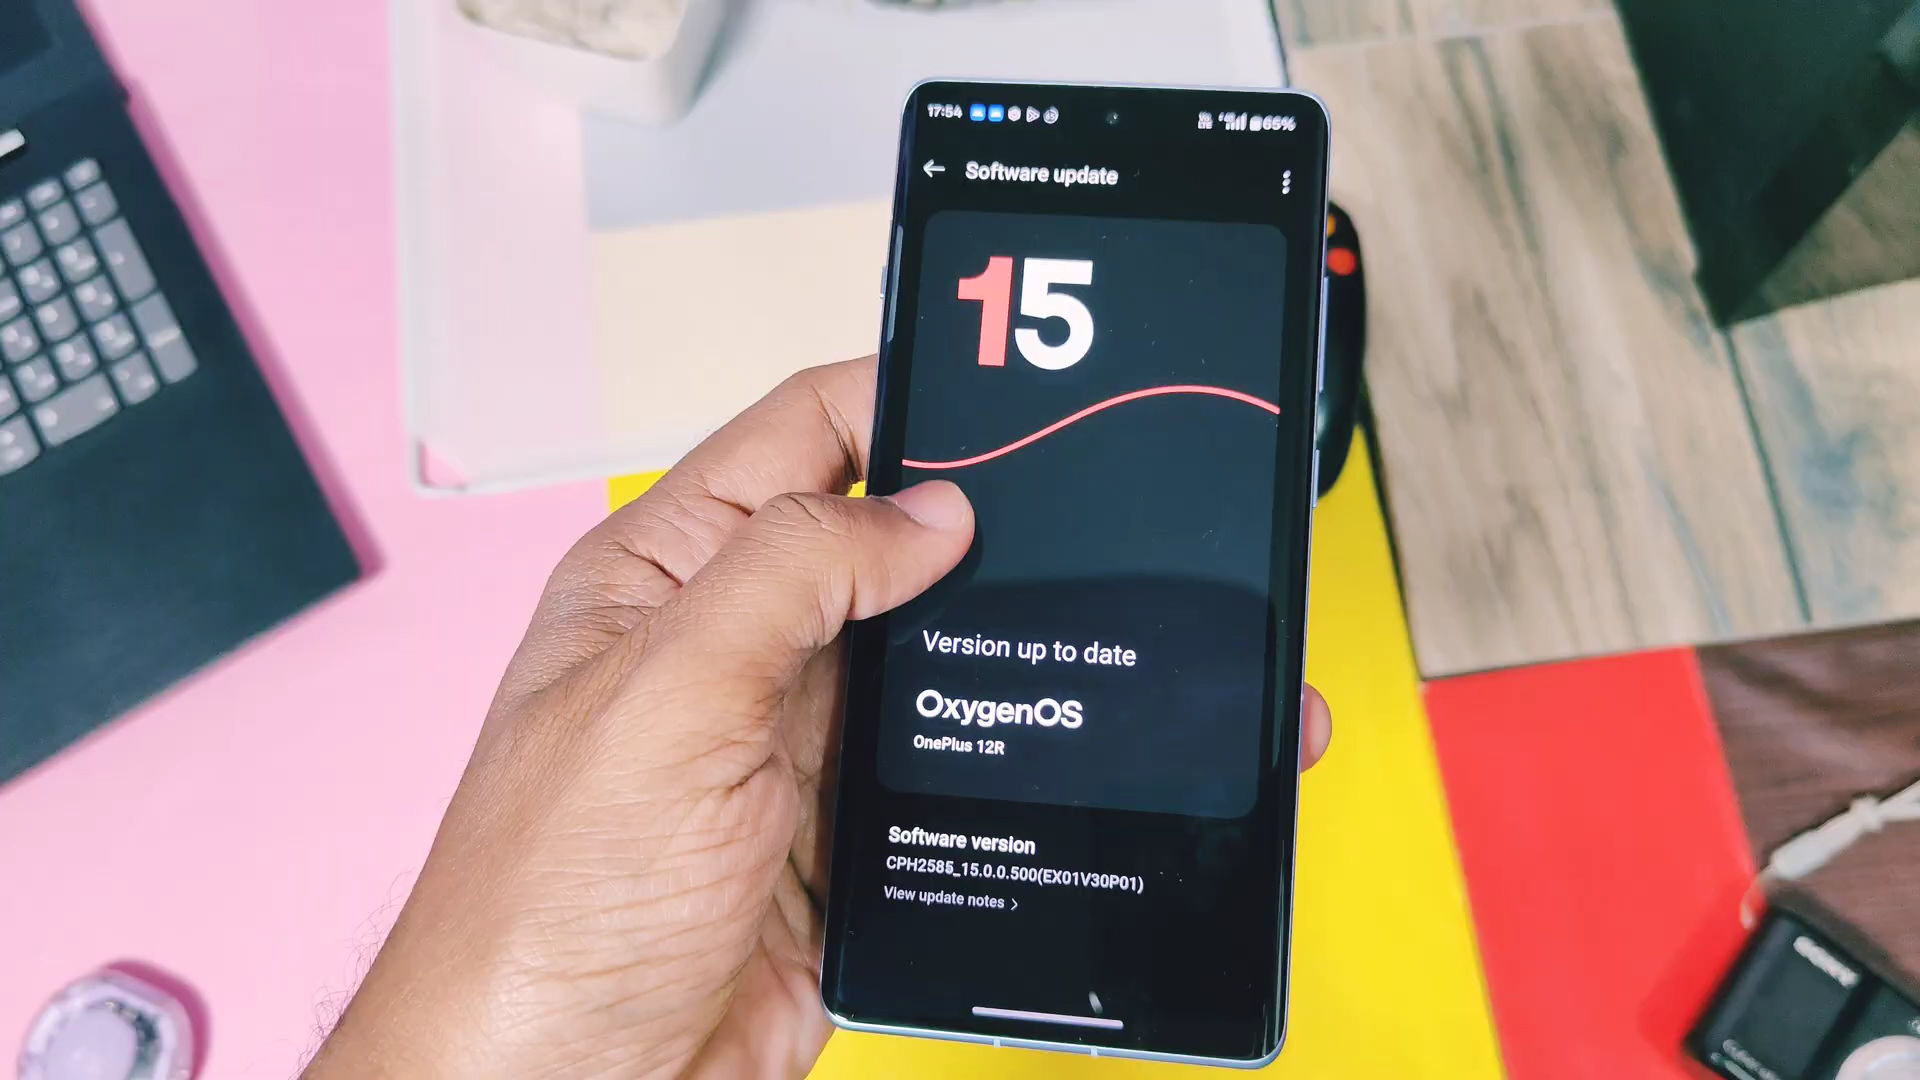 17:54
65%
Software update
15
Version up to date
OxygenOS
OnePlus 12R
Software version
CPH2585_15.0.0.500(EX01V30P01)
View update notes >